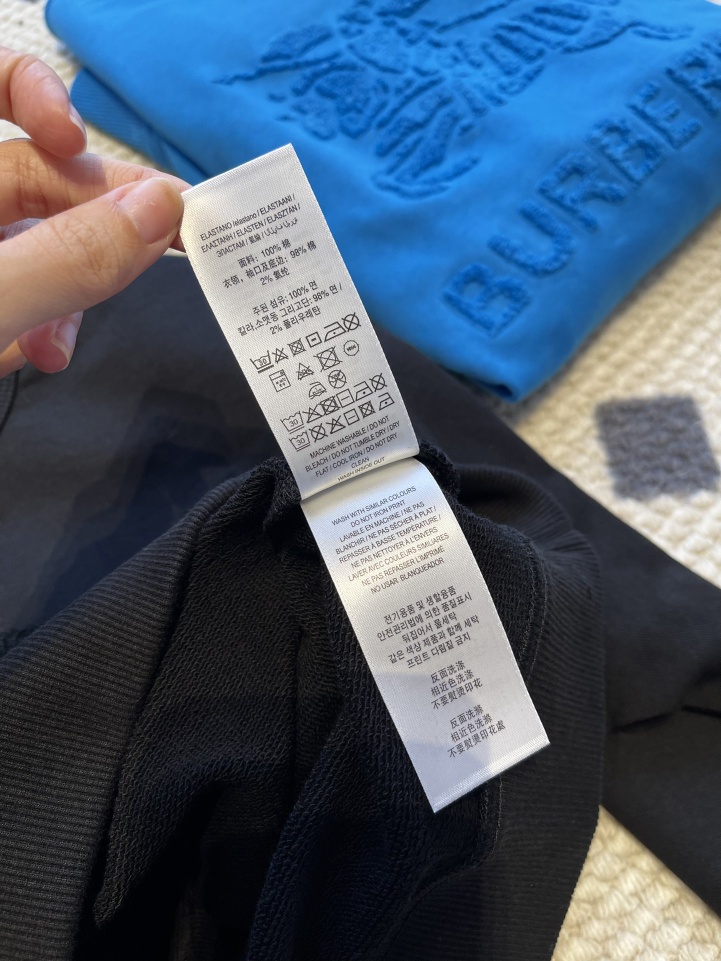 BURBER
ELASTANO /elastano / ELASTAANI /
ΕΛΑΣΤΑΝΗ / ELASTEN / ELASZTÁN /
ЭЛАСТАМ / 氨綸 /
面料：100% 棉
衣领，袖口及底边：98% 棉
2% 氨纶
주된 섬유: 100% 면
칼라,소맷동 그리고단: 98% 면 /
2% 폴리우레탄
30
30
30
MACHINE WASHABLE / DO NOT
BLEACH / DO NOT TUMBLE DRY / DRY
FLAT / COOL IRON / DO NOT DRY
CLEAN
WASH INSIDE OUT
WASH WITH SIMILAR COLOURS
DO NOT IRON PRINT
LAVABLE EN MACHINE / NE PAS
BLANCHIR / NE PAS SÉCHER À PLAT /
REPASSER À BASSE TEMPÉRATURE /
NE PAS NETTOYER À L'ENVERS
LAVER AVEC COULEURS SIMILAIRES
NE PAS REPASSER L'IMPRIMÉ.
NO USAR BLANQUEADOR
전기용품 및 생활용품
안전관리법에 의한 품질표시
뒤집어서 물세탁
같은 색상 제품과 함께 세탁
프린트 다림질 금지
反面洗涤
相近色洗涤
不要熨烫印花
反面洗滌
相近色洗滌
不要熨燙印花處